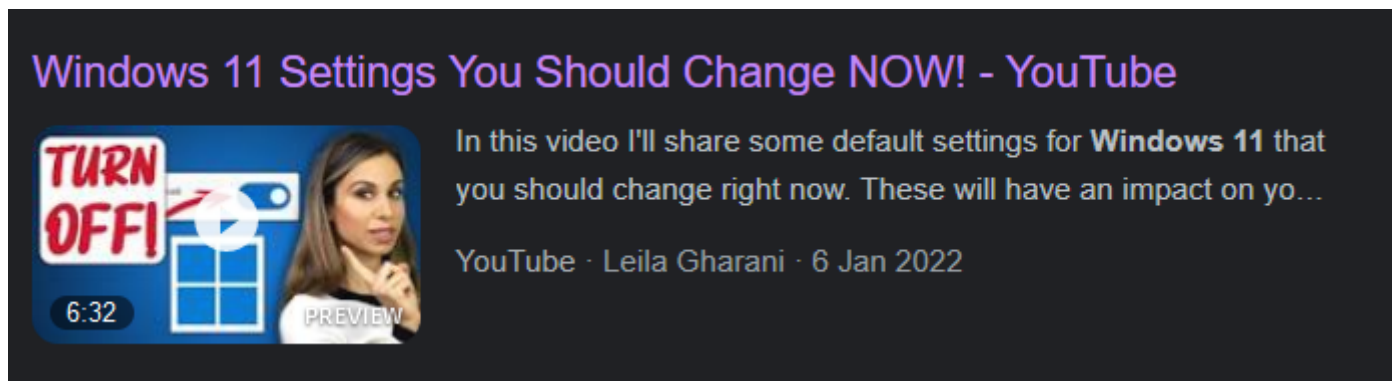 Windows 11 Settings You Should Change NOW! - YouTube
TURN
OFF!
6:32
PREVIEW
In this video I'll share some default settings for Windows 11 that
you should change right now. These will have an impact on yo...
YouTube · Leila Gharani · 6 Jan 2022